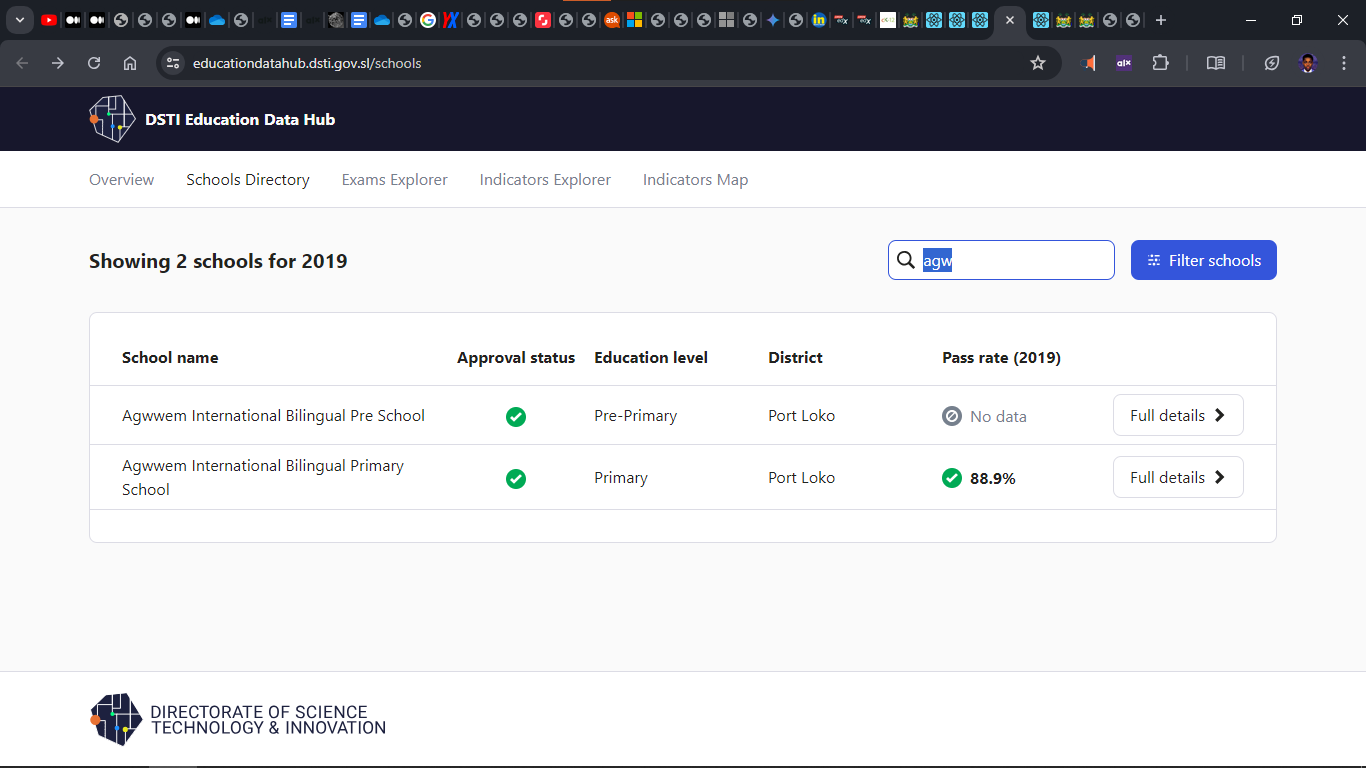 educationdatahub.dsti.gov.sl/schools
DSTI Education Data Hub
Overview Schools Directory Exams Explorer Indicators Explorer Indicators Map
Showing 2 schools for 2019 agw Filter schools
School name Approval status Education level District Pass rate (2019)
Agwwem International Bilingual Pre School Pre-Primary Port Loko No data Full details
Agwwem International Bilingual Primary
School Primary Port Loko 88.9% Full details
DIRECTORATE OF SCIENCE
TECHNOLOGY & INNOVATION